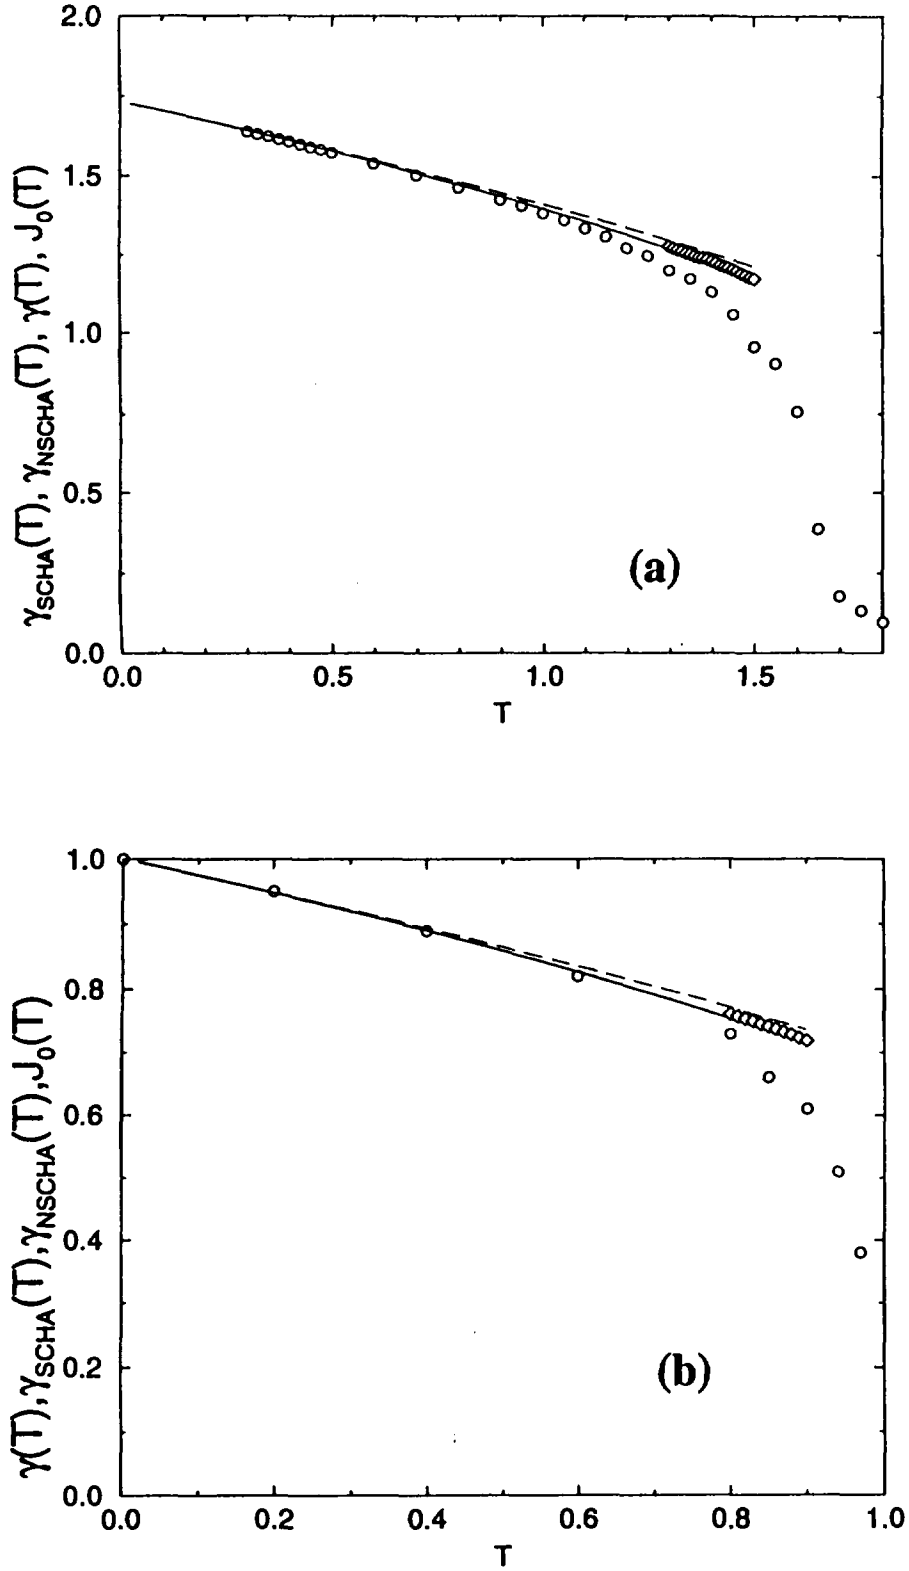 2.0
1.5
1.0
0.5
0.0
γSCHA(T), γNSCHA(T), γ(T), J0(T)
(a)
0.0 0.5 1.0 1.5
T
1.0
0.8
0.6
0.4
0.2
0.0
γ(T),γSCHA(T),γNSCHA(T),J0(T)
(b)
0.0 0.2 0.4 0.6 0.8 1.0
T